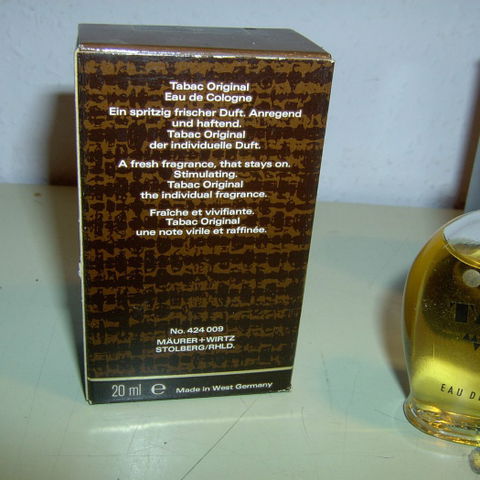 Tabac Original
Eau de Cologne
Ein spritzig frischer Duft. Anregend
und haftend.
Tabac Original
der individuelle Duft.
A fresh fragrance, that stays on.
Stimulating.
Tabac Original
the individual fragrance.
Fraîche et vivifiante.
Tabac Original
une note virile et raffinée.
No. 424 009
MÄURER + WIRTZ
STOLBERG/RHLD.
20 ml e Made in West Germany
EAU D